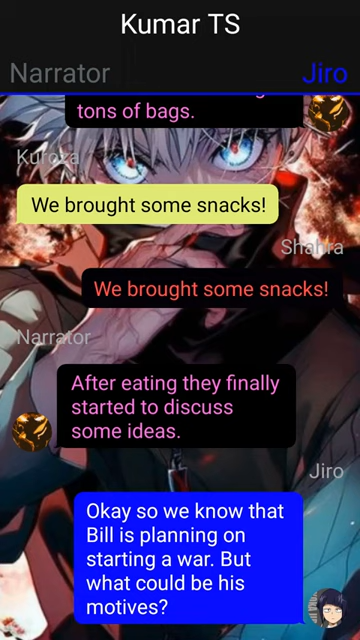 Kumar TS
Narrator
Jiro
tons of bags.
Kuroza
We brought some snacks!
Shahra
We brought some snacks!
Narrator
After eating they finally
started to discuss
some ideas.
Jiro
Okay so we know that
Bill is planning on
starting a war. But
what could be his
motives?